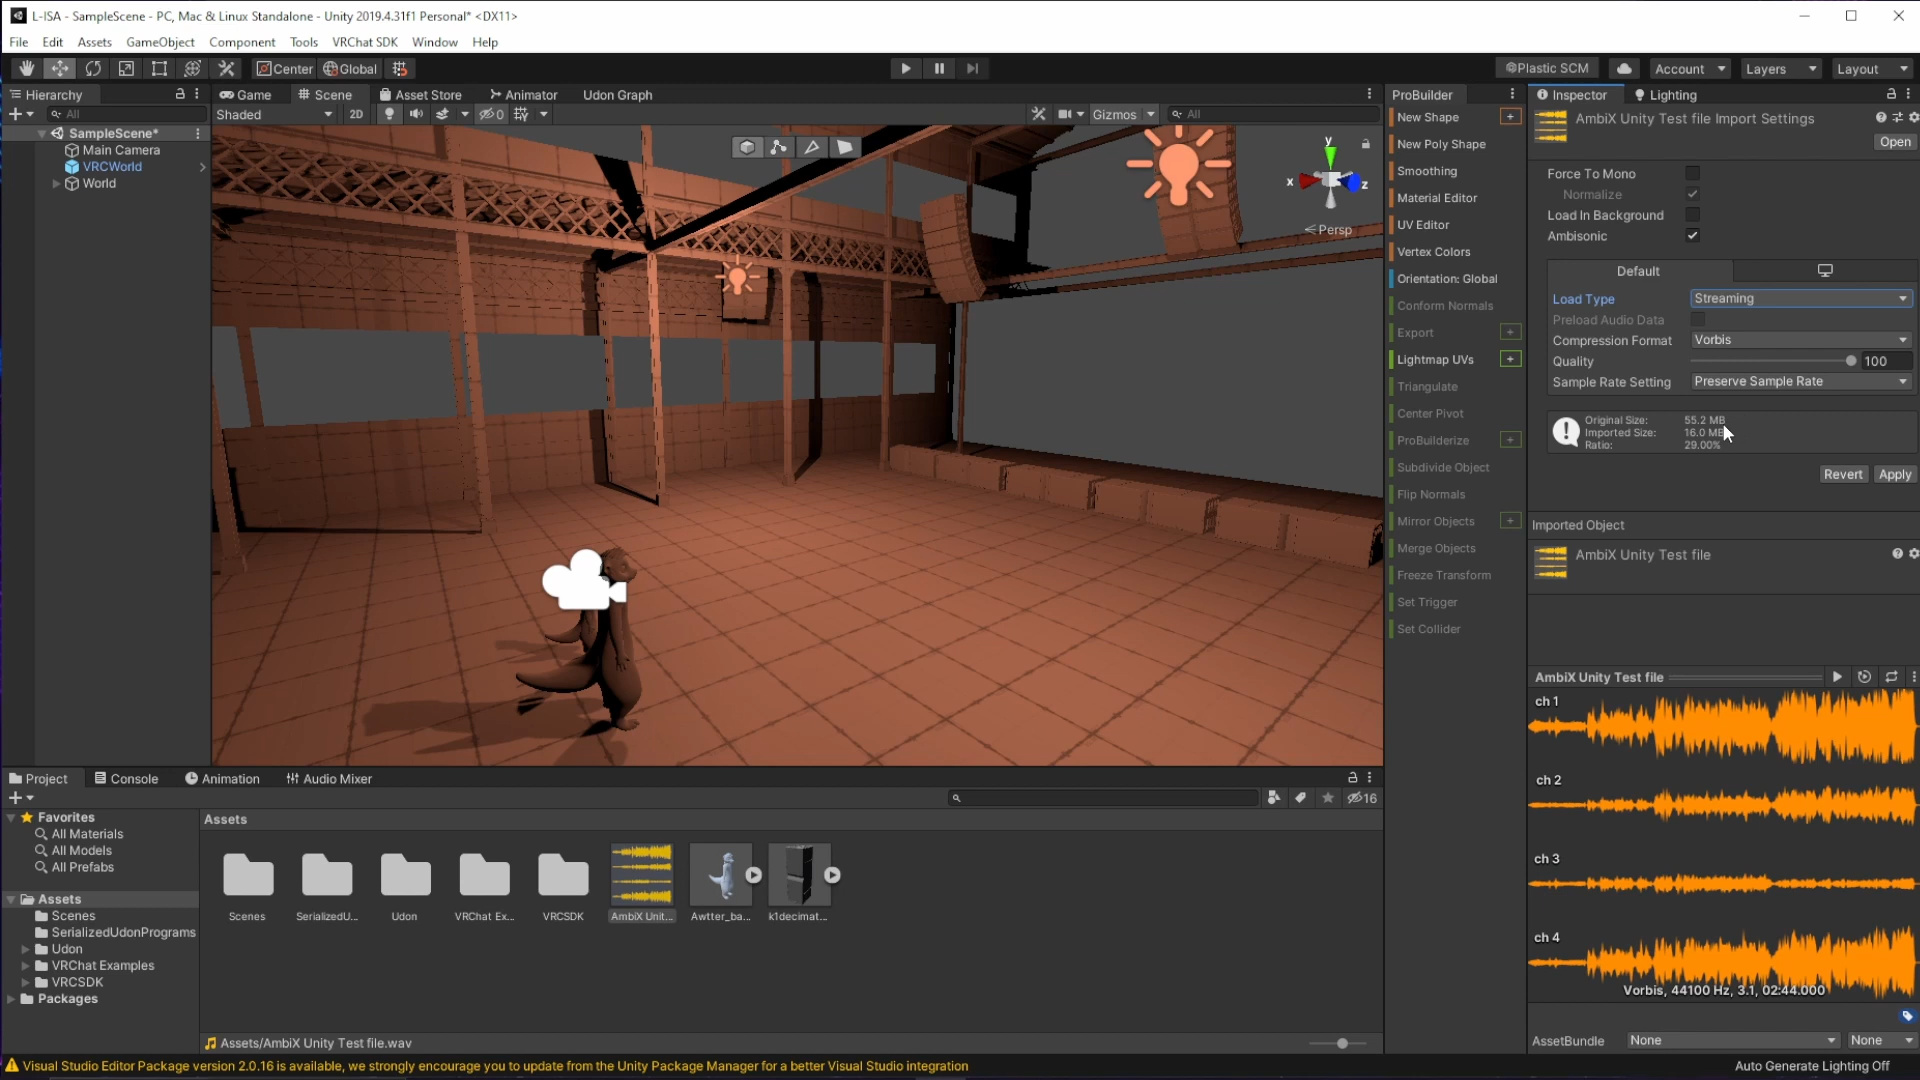 L-ISA - SampleScene - PC, Mac & Linux Standalone - Unity 2019.4.31f1 Personal* <DX11>
File Edit Assets GameObject Component Tools VRChat SDK Window Help
Center Global Plastic SCM Account Layers Layout
Hierarchy
All
SampleScene*
Main Camera
VRCWorld
World
Game Scene Asset Store Animator Udon Graph
Shaded 2D 0 Gizmos All
y
x
z
Persp
ProBuilder
New Shape
New Poly Shape
Smoothing
Material Editor
UV Editor
Vertex Colors
Orientation: Global
Conform Normals
Export
Lightmap UVs
Triangulate
Center Pivot
ProBuilderize
Subdivide Object
Flip Normals
Mirror Objects
Merge Objects
Freeze Transform
Set Trigger
Set Collider
Inspector Lighting
AmbiX Unity Test file Import Settings
Open
Force To Mono
Normalize
Load In Background
Ambisonic
Default
Load Type Streaming
Preload Audio Data
Compression Format Vorbis
Quality 100
Sample Rate Setting Preserve Sample Rate
Original Size: 55.2 MB
Imported Size: 16.0 MB
Ratio: 29.00%
Revert Apply
Imported Object
AmbiX Unity Test file
AmbiX Unity Test file
ch 1
ch 2
ch 3
ch 4
Vorbis, 44100 Hz, 3.1, 02:44.000
AssetBundle None None
Project Console Animation Audio Mixer
16
Favorites
All Materials
All Models
All Prefabs
Assets
Scenes
SerializedUdonPrograms
Udon
VRChat Examples
VRCSDK
Packages
Assets
Scenes SerializedU... Udon VRChat Ex... VRCSDK AmbiX Unit... Awtter_ba... k1decimat...
Assets/AmbiX Unity Test file.wav
Visual Studio Editor Package version 2.0.16 is available, we strongly encourage you to update from the Unity Package Manager for a better Visual Studio integration
Auto Generate Lighting Off